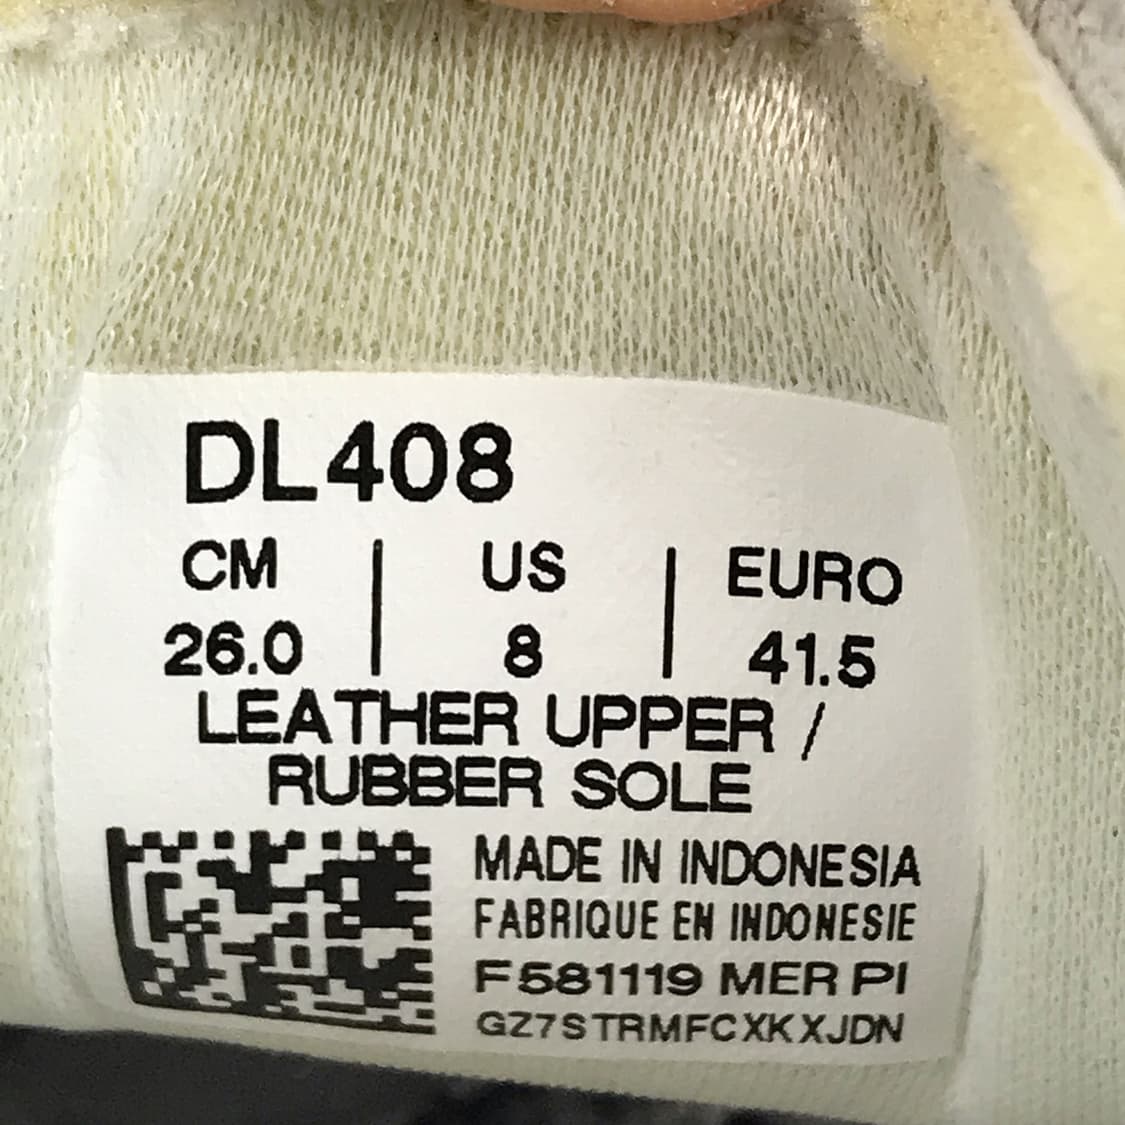 DL408
CM | US | EURO
26.0 | 8 | 41.5
LEATHER UPPER /
RUBBER SOLE
MADE IN INDONESIA
FABRIQUE EN INDONESIE
F581119 MER PI
GZ7STRMFCXKXJDN